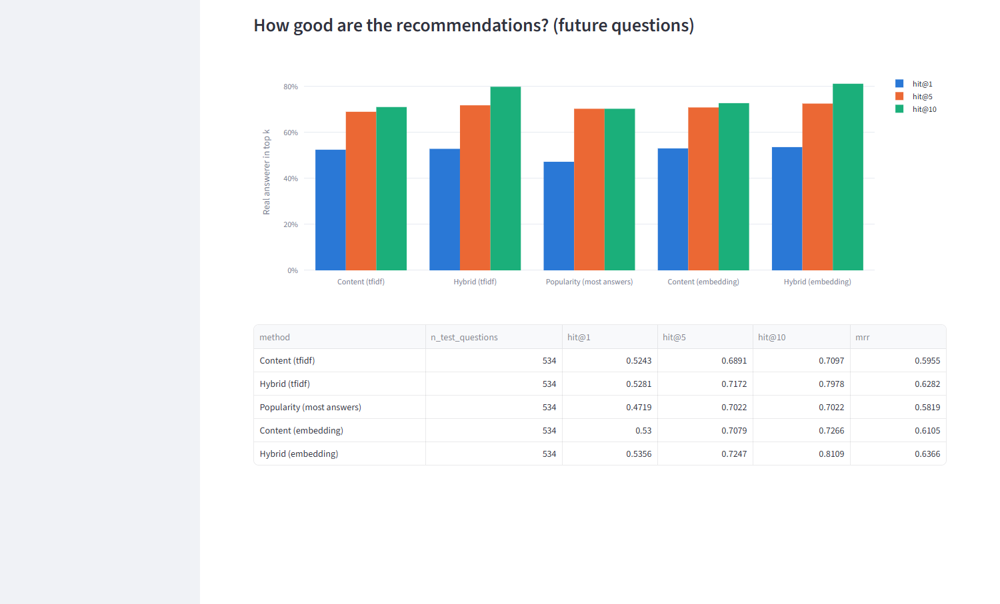 How good are the recommendations? (future questions)
80%
60%
40%
20%
0%
Real answerer in top k
hit@1
hit@5
hit@10
Content (tfidf) Hybrid (tfidf) Popularity (most answers) Content (embedding) Hybrid (embedding)
method n_test_questions hit@1 hit@5 hit@10 mrr
Content (tfidf) 534 0.5243 0.6891 0.7097 0.5955
Hybrid (tfidf) 534 0.5281 0.7172 0.7978 0.6282
Popularity (most answers) 534 0.4719 0.7022 0.7022 0.5819
Content (embedding) 534 0.53 0.7079 0.7266 0.6105
Hybrid (embedding) 534 0.5356 0.7247 0.8109 0.6366